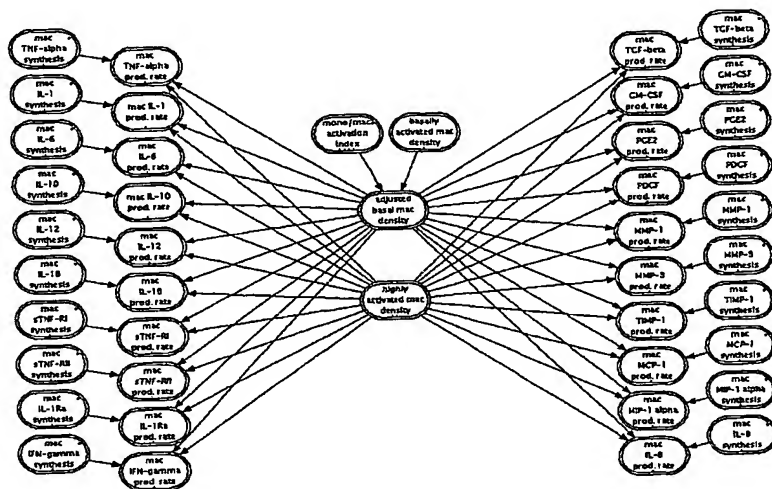 mac
TNF-alpha
synthesis
mac
TNF-alpha
prod. rate
mac
IL-1
synthesis
mac IL-1
prod. rate
mac
IL-6
synthesis
mac
IL-6
prod. rate
mac
IL-10
synthesis
mac IL-10
prod. rate
mac
IL-12
synthesis
mac
IL-12
prod. rate
mac
IL-18
synthesis
mac
IL-18
prod. rate
mac
sTNF-RI
synthesis
mac
sTNF-RI
prod. rate
mac
sTNF-RII
synthesis
mac
sTNF-RII
prod. rate
mac
IL-1Ra
synthesis
mac
IL-1Ra
prod. rate
mac
IFN-gamma
synthesis
mac
IFN-gamma
prod. rate
mono/mac
activation
index
basally
activated mac
density
adjusted
basal mac
density
highly
activated mac
density
mac
TGF-beta
prod. rate
mac
TGF-beta
synthesis
mac
GM-CSF
prod. rate
mac
GM-CSF
synthesis
mac
PGE2
prod. rate
mac
PGE2
synthesis
mac
PDGF
prod. rate
mac
PDGF
synthesis
mac
MMP-1
prod. rate
mac
MMP-1
synthesis
mac
MMP-3
prod. rate
mac
MMP-3
synthesis
mac
TIMP-1
prod. rate
mac
TIMP-1
synthesis
mac
MCP-1
prod. rate
mac
MCP-1
synthesis
mac
MIP-1 alpha
prod. rate
mac
MIP-1 alpha
synthesis
mac
IL-8
prod. rate
mac
IL-8
synthesis